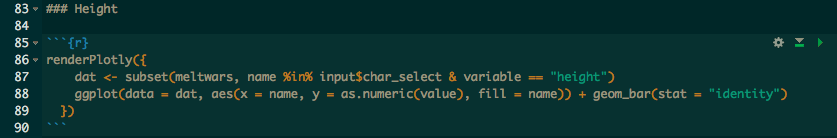 83 ### Height
84
85 ```{r}
86 renderPlotly({
87 dat <- subset(meltwars, name %in% input$char_select & variable == "height")
88 ggplot(data = dat, aes(x = name, y = as.numeric(value), fill = name)) + geom_bar(stat = "identity")
89 })
90 ```